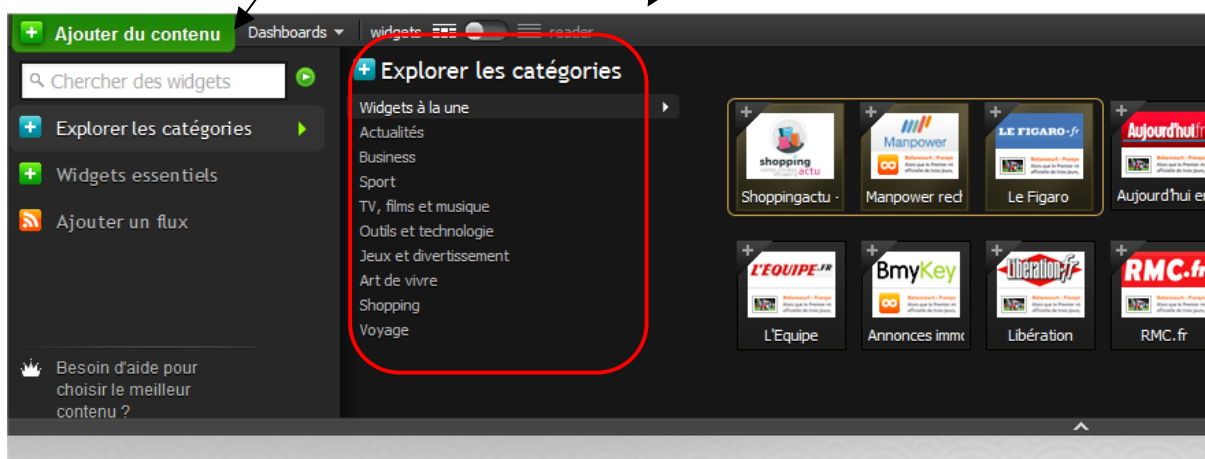 Ajouter du contenu
Dashboards
widgets
reader
Chercher des widgets
Explorer les catégories
Widgets essentiels
Ajouter un flux
Besoin d'aide pour
choisir le meilleur
contenu ?
Explorer les catégories
Widgets à la une
Actualités
Business
Sport
TV, films et musique
Outils et technologie
Jeux et divertissement
Art de vivre
Shopping
Voyage
shopping
actu
Shoppingactu -
Manpower
Manpower rech
LE FIGARO·fr
Le Figaro
Aujourd'hui fr
Aujourd'hui en
L'EQUIPE.FR
L'Equipe
BmyKey
Annonces immo
Libération.fr
Libération
RMC.fr
RMC.fr